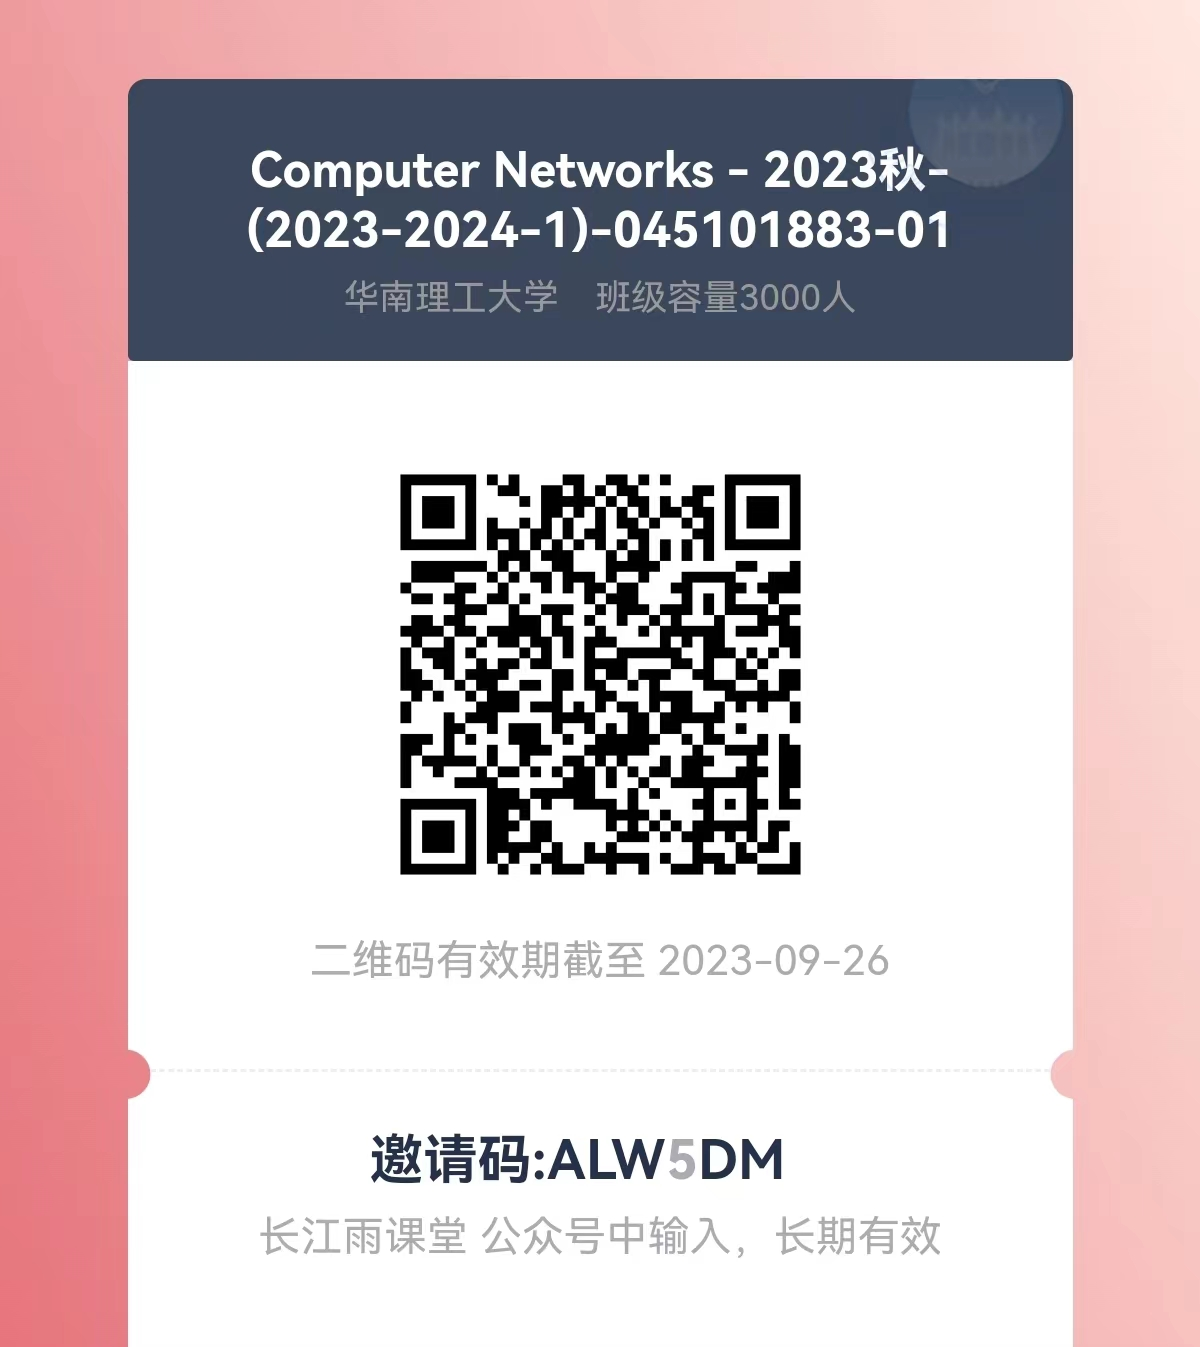 Computer Networks - 2023秋-
(2023-2024-1)-045101883-01
华南理工大学 班级容量3000人
二维码有效期截至 2023-09-26
邀请码:ALW5DM
长江雨课堂 公众号中输入，长期有效